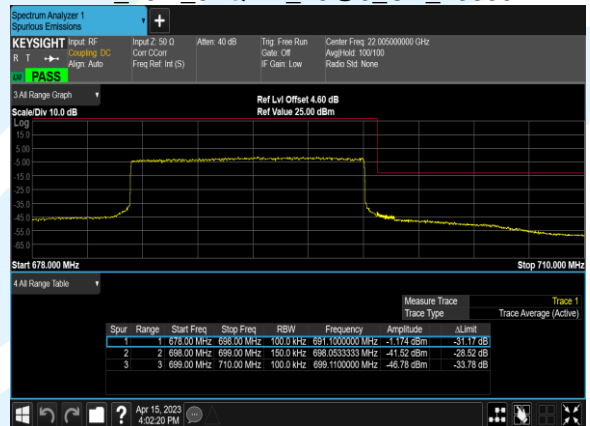 Spectrum Analyzer 1
Spurious Emissions
+
KEYSIGHT Input: RF Input Z: 50 Ω Atten: 40 dB Trig: Free Run Center Freq: 22.005000000 GHz
R T Coupling: DC Corr CCorr Gate: Off Avg|Hold: 100/100
Align: Auto Freq Ref: Int (S) IF Gain: Low Radio Std: None
PASS
3 All Range Graph
Ref Lvl Offset 4.60 dB
Scale/Div 10.0 dB Ref Value 25.00 dBm
Log
15.0
5.00
-5.00
-15.0
-25.0
-35.0
-45.0
-55.0
-65.0
Start 678.000 MHz Stop 710.000 MHz
4 All Range Table
Measure Trace Trace 1
Trace Type Trace Average (Active)
Spur Range Start Freq Stop Freq RBW Frequency Amplitude ΔLimit
1 1 678.00 MHz 698.00 MHz 100.0 kHz 691.1000000 MHz -1.174 dBm -31.17 dB
2 2 698.00 MHz 699.00 MHz 150.0 kHz 698.0533333 MHz -41.52 dBm -28.52 dB
3 3 699.00 MHz 710.00 MHz 100.0 kHz 699.1100000 MHz -46.78 dBm -33.78 dB
? Apr 15, 2023
4:02:20 PM